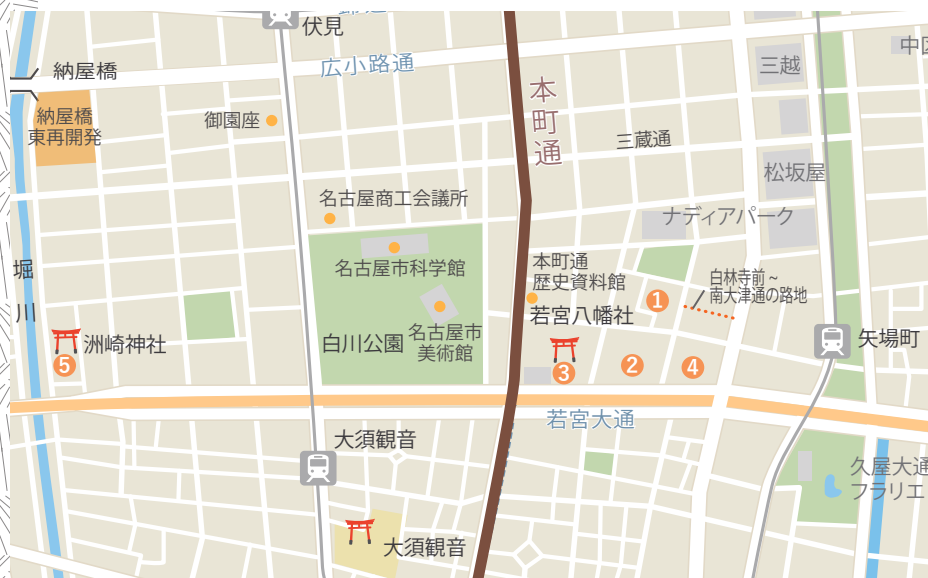 伏見
広小路通
中区
三越
納屋橋
納屋橋
東再開発
御園座
本町通
三蔵通
松坂屋
名古屋商工会議所
ナディアパーク
名古屋市科学館
本町通
歴史資料館
白林寺前~
南大津通の路地
堀川
1
若宮八幡社
名古屋市
美術館
白川公園
洲崎神社
矢場町
5
3
2
4
若宮大通
大須観音
久屋大通
フラリエ
大須観音